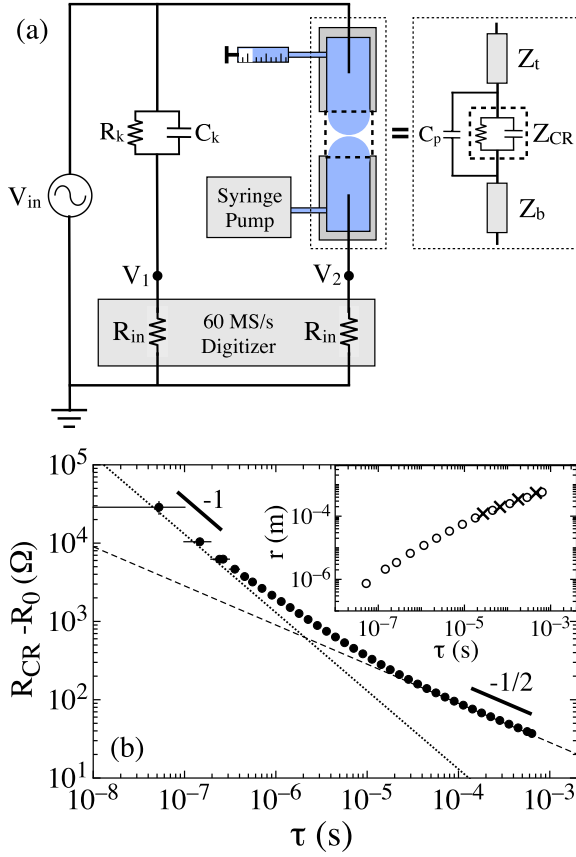 (a)
V_in
R_k
C_k
Syringe
Pump
=
C_p
Z_t
Z_CR
Z_b
V_1
V_2
R_in
60 MS/s
Digitizer
R_in
(b)
R_CR -R_0 (Ω)
10^5
10^4
10^3
10^2
10^1
10^-8
10^-7
10^-6
10^-5
10^-4
10^-3
τ (s)
-1
-1/2
r (m)
10^-4
10^-6
10^-7
10^-5
10^-3
τ (s)